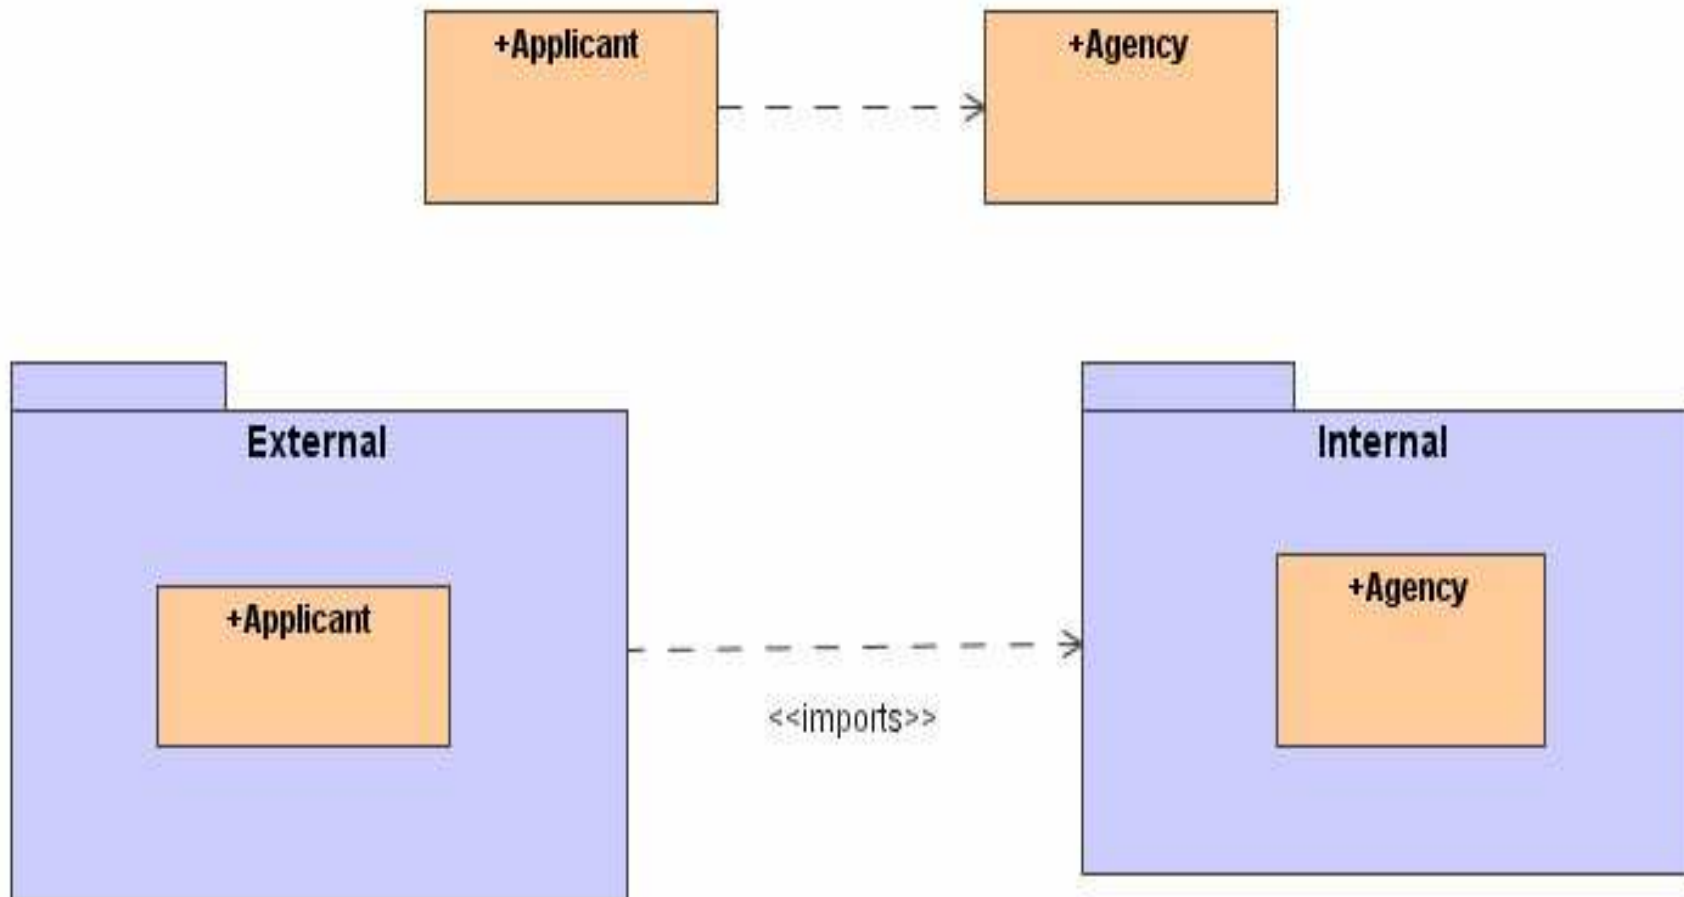 +Applicant
+Agency
External
Internal
+Applicant
+Agency
<<imports>>